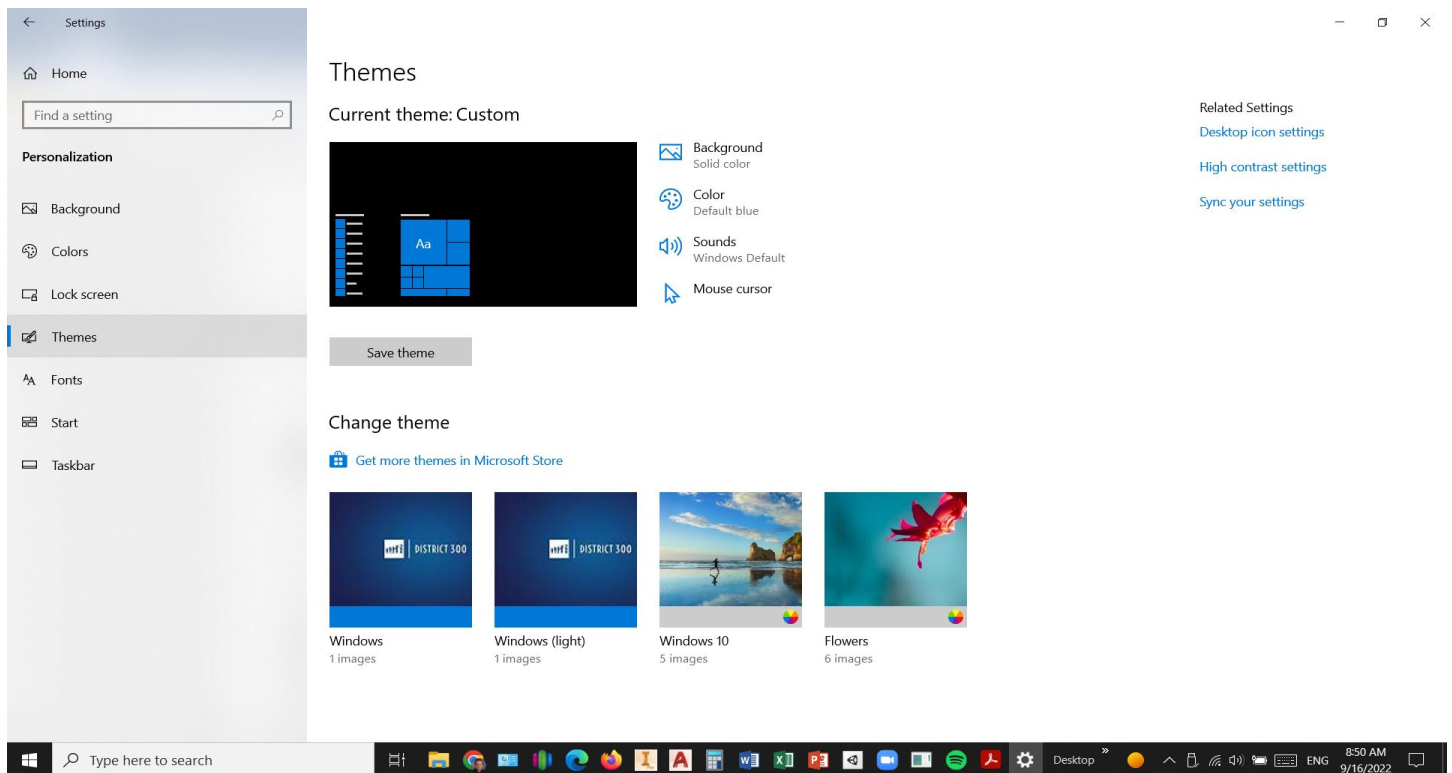 Settings
Home
Find a setting
Personalization
Background
Colors
Lock screen
Themes
Fonts
Start
Taskbar
Themes
Current theme: Custom
Aa
Background
Solid color
Color
Default blue
Sounds
Windows Default
Mouse cursor
Save theme
Change theme
Get more themes in Microsoft Store
DISTRICT 300
Windows
1 images
DISTRICT 300
Windows (light)
1 images
Windows 10
5 images
Flowers
6 images
Related Settings
Desktop icon settings
High contrast settings
Sync your settings
Type here to search
Desktop
ENG
8:50 AM
9/16/2022